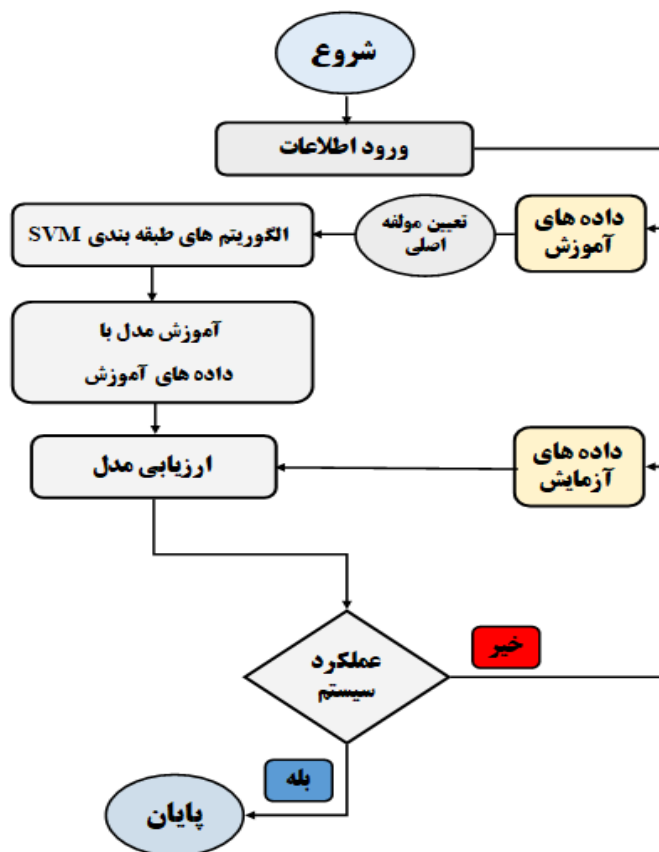 شروع
ورود اطلاعات
داده های
آموزش
تعیین مولفه
اصلی
الگوریتم های طبقه بندی SVM
آموزش مدل با
داده های آموزش
ارزیابی مدل
داده های
آزمایش
عملکرد
سیستم
خیر
بله
پایان